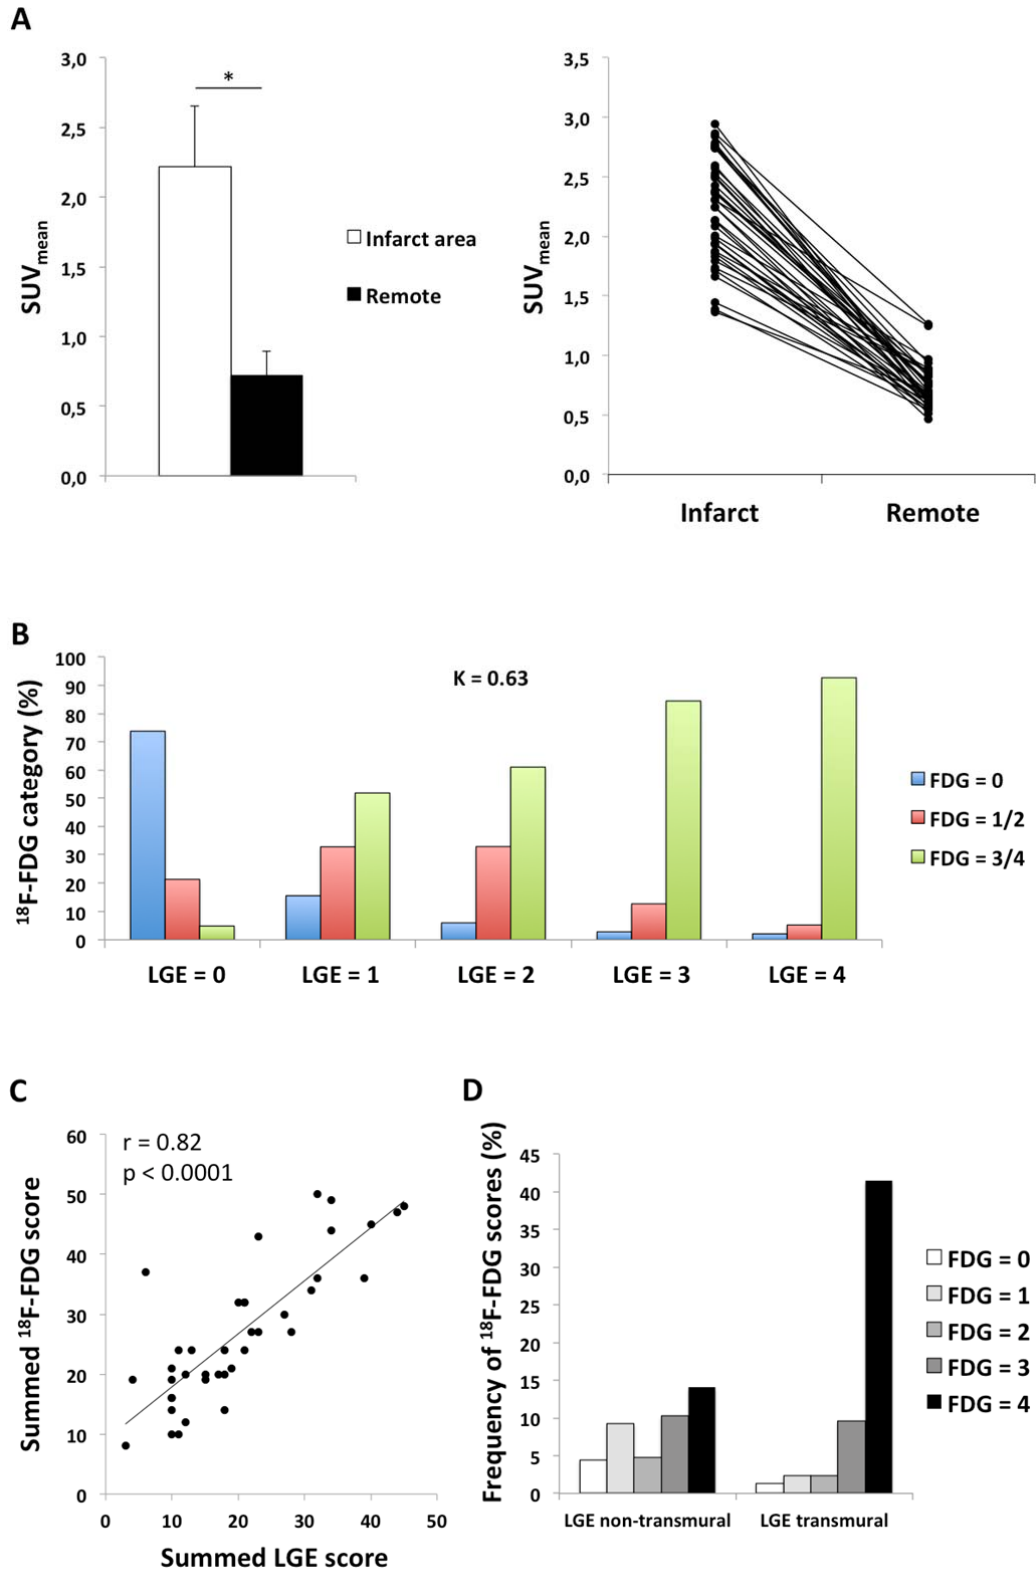 A
3,0
2,5
2,0
1,5
1,0
0,5
0,0
SUVmean
*
Infarct area
Remote
3,5
3,0
2,5
2,0
1,5
1,0
0,5
0,0
SUVmean
Infarct
Remote
B
100
90
80
70
60
50
40
30
20
10
0
18F-FDG category (%)
K = 0.63
LGE = 0
LGE = 1
LGE = 2
LGE = 3
LGE = 4
FDG = 0
FDG = 1/2
FDG = 3/4
C
60
50
40
30
20
10
0
Summed 18F-FDG score
r = 0.82
p < 0.0001
0 10 20 30 40 50
Summed LGE score
D
45
40
35
30
25
20
15
10
5
0
Frequency of 18F-FDG scores (%)
LGE non-transmural
LGE transmural
FDG = 0
FDG = 1
FDG = 2
FDG = 3
FDG = 4